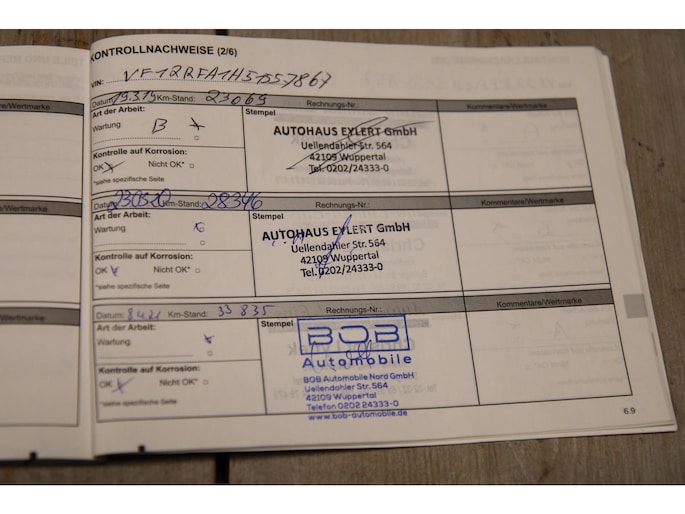 KONTROLLNACHWEISE (2/6)
VIN:
Datum: 19.3.19 Km-Stand: 23069 Rechnungs-Nr.: Kommentare/Wertmarke
Art der Arbeit:
Wartung B x
Kontrolle auf Korrosion:
OK x Nicht OK*
*siehe spezifische Seite
Stempel
AUTOHAUS EYLERT GmbH
Uellendahler Str. 564
42109 Wuppertal
Tel. 0202/24333-0
Datum: 230520 Km-Stand: 28346 Rechnungs-Nr.: Kommentare/Wertmarke
Art der Arbeit:
Wartung x
Kontrolle auf Korrosion:
OK x Nicht OK*
*siehe spezifische Seite
Stempel
AUTOHAUS EYLERT GmbH
Uellendahler Str. 564
42109 Wuppertal
Tel. 0202/24333-0
Datum: 8.4.21 Km-Stand: 33 835 Rechnungs-Nr.: Kommentare/Wertmarke
Art der Arbeit:
Wartung x
Kontrolle auf Korrosion:
OK x Nicht OK*
*siehe spezifische Seite
Stempel
BOB
Automobile
BOB Automobile Nord GmbH
Uellendahler Str. 564
42109 Wuppertal
Telefon 0202 24333-0
www.bob-automobile.de
6.9